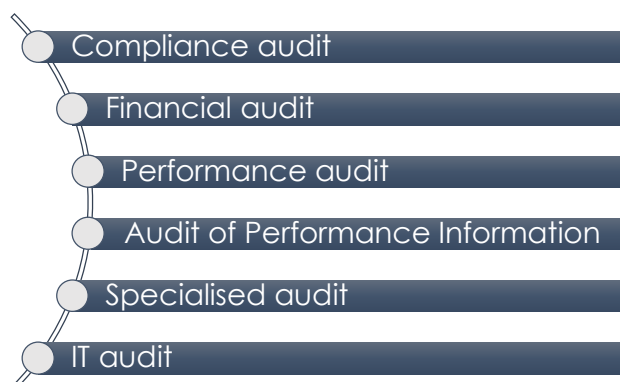 Compliance audit
Financial audit
Performance audit
Audit of Performance Information
Specialised audit
IT audit